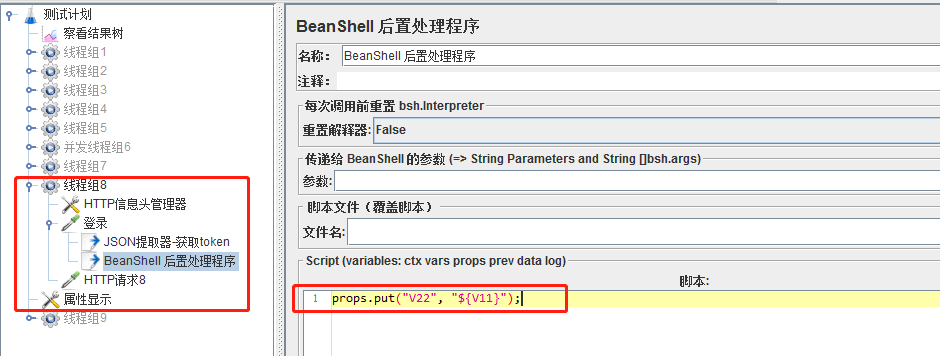 测试计划
察看结果树
线程组1
线程组2
线程组3
线程组4
线程组5
并发线程组6
线程组7
线程组8
HTTP信息头管理器
登录
JSON提取器-获取token
BeanShell 后置处理程序
HTTP请求8
属性显示
线程组9
BeanShell 后置处理程序
名称: BeanShell 后置处理程序
注释:
每次调用前重置 bsh.Interpreter
重置解释器: False
传递给 BeanShell 的参数 (=> String Parameters and String []bsh.args)
参数:
脚本文件（覆盖脚本）
文件名:
Script (variables: ctx vars props prev data log)
脚本:
1 props.put("V22", "${V11}");